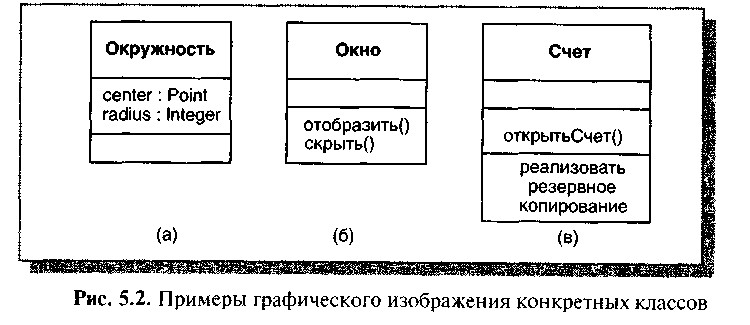 Окружность
center : Point
radius : Integer
(а)
Окно
отобразить()
скрыть()
(б)
Счет
открытьСчет()
реализовать
резервное
копирование
(в)
Рис. 5.2. Примеры графического изображения конкретных классов